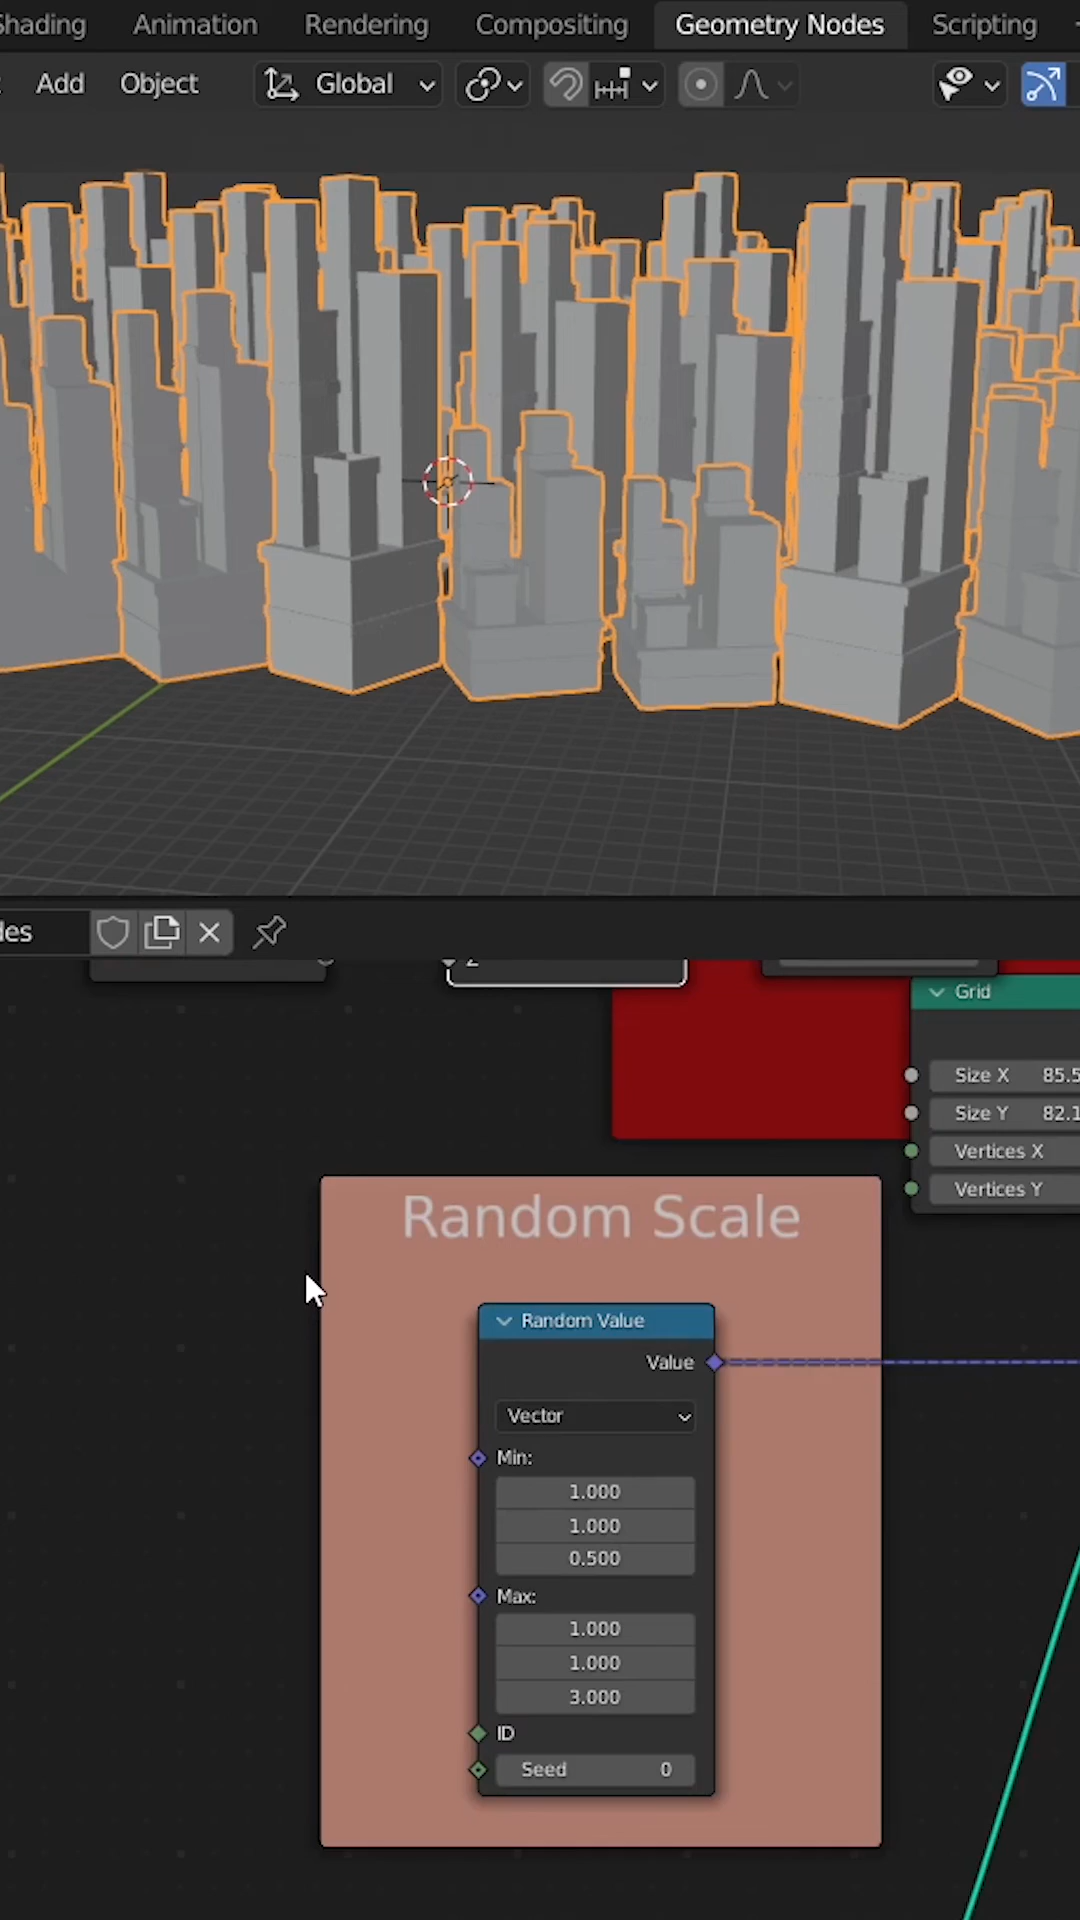 Shading Animation Rendering Compositing Geometry Nodes Scripting
Add Object Global
des
Z
Grid
Size X 85.5
Size Y 82.1
Vertices X
Vertices Y
Random Scale
Random Value
Value
Vector
Min:
1.000
1.000
0.500
Max:
1.000
1.000
3.000
ID
Seed 0